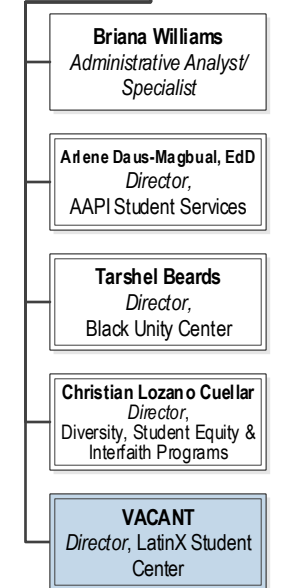 Briana Williams
Administrative Analyst/
Specialist
Arlene Daus-Magbual, EdD
Director,
AAPI Student Services
Tarshel Beards
Director,
Black Unity Center
Christian Lozano Cuellar
Director,
Diversity, Student Equity &
Interfaith Programs
VACANT
Director, LatinX Student
Center